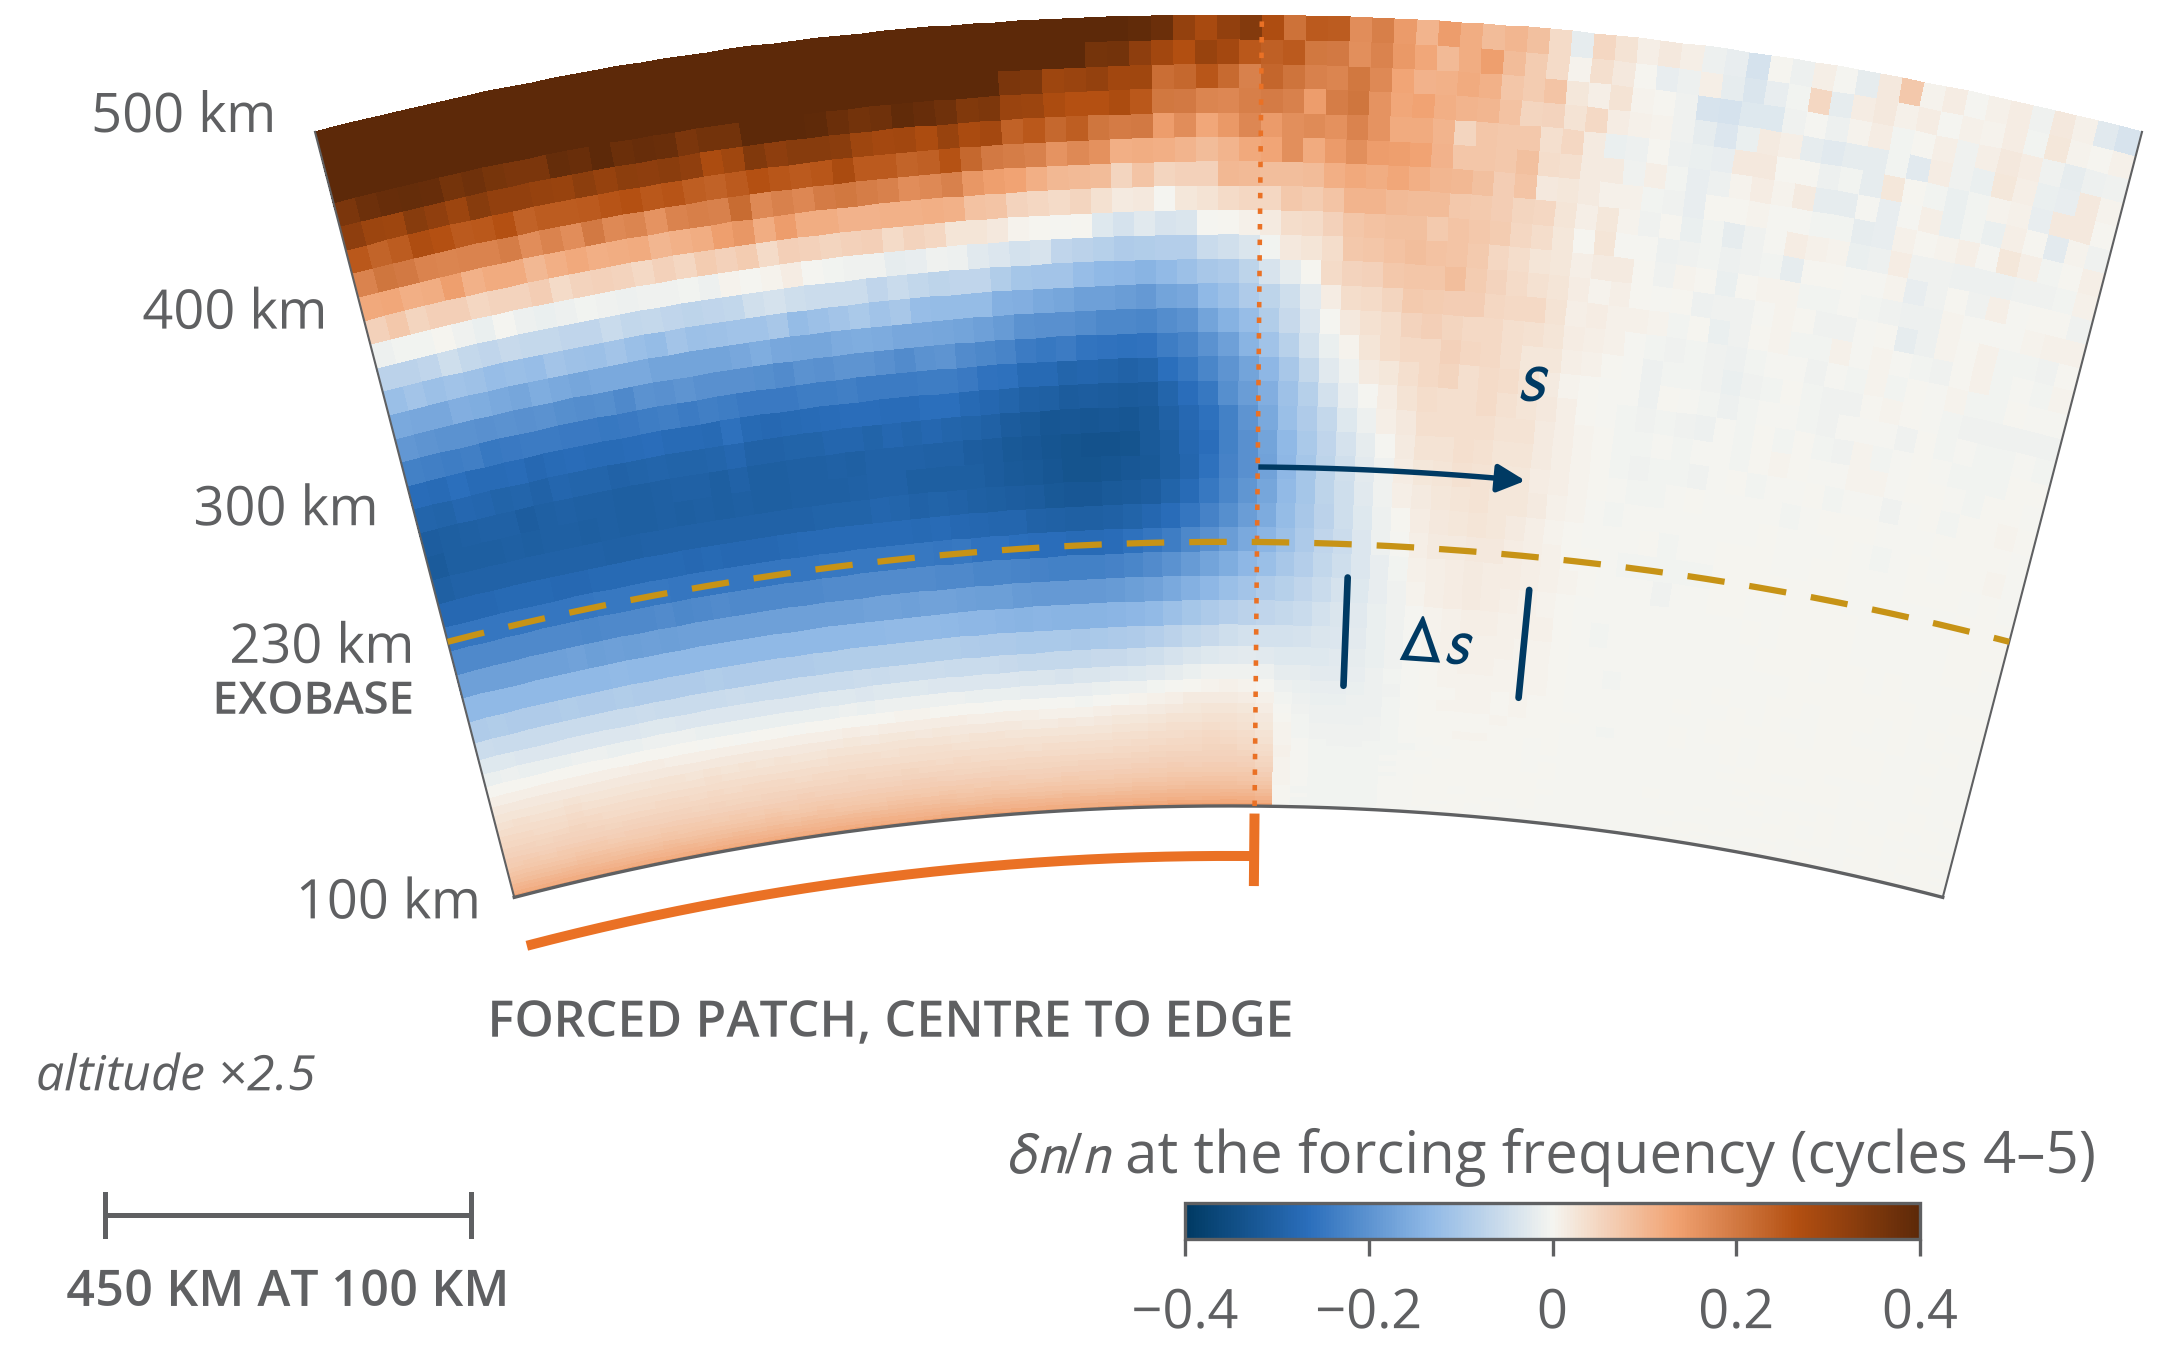 500 km
400 km
s
300 km
230 km
EXOBASE
Δs
100 km
FORCED PATCH, CENTRE TO EDGE
altitude ×2.5
δn/n at the forcing frequency (cycles 4–5)
450 KM AT 100 KM
−0.4 −0.2 0 0.2 0.4